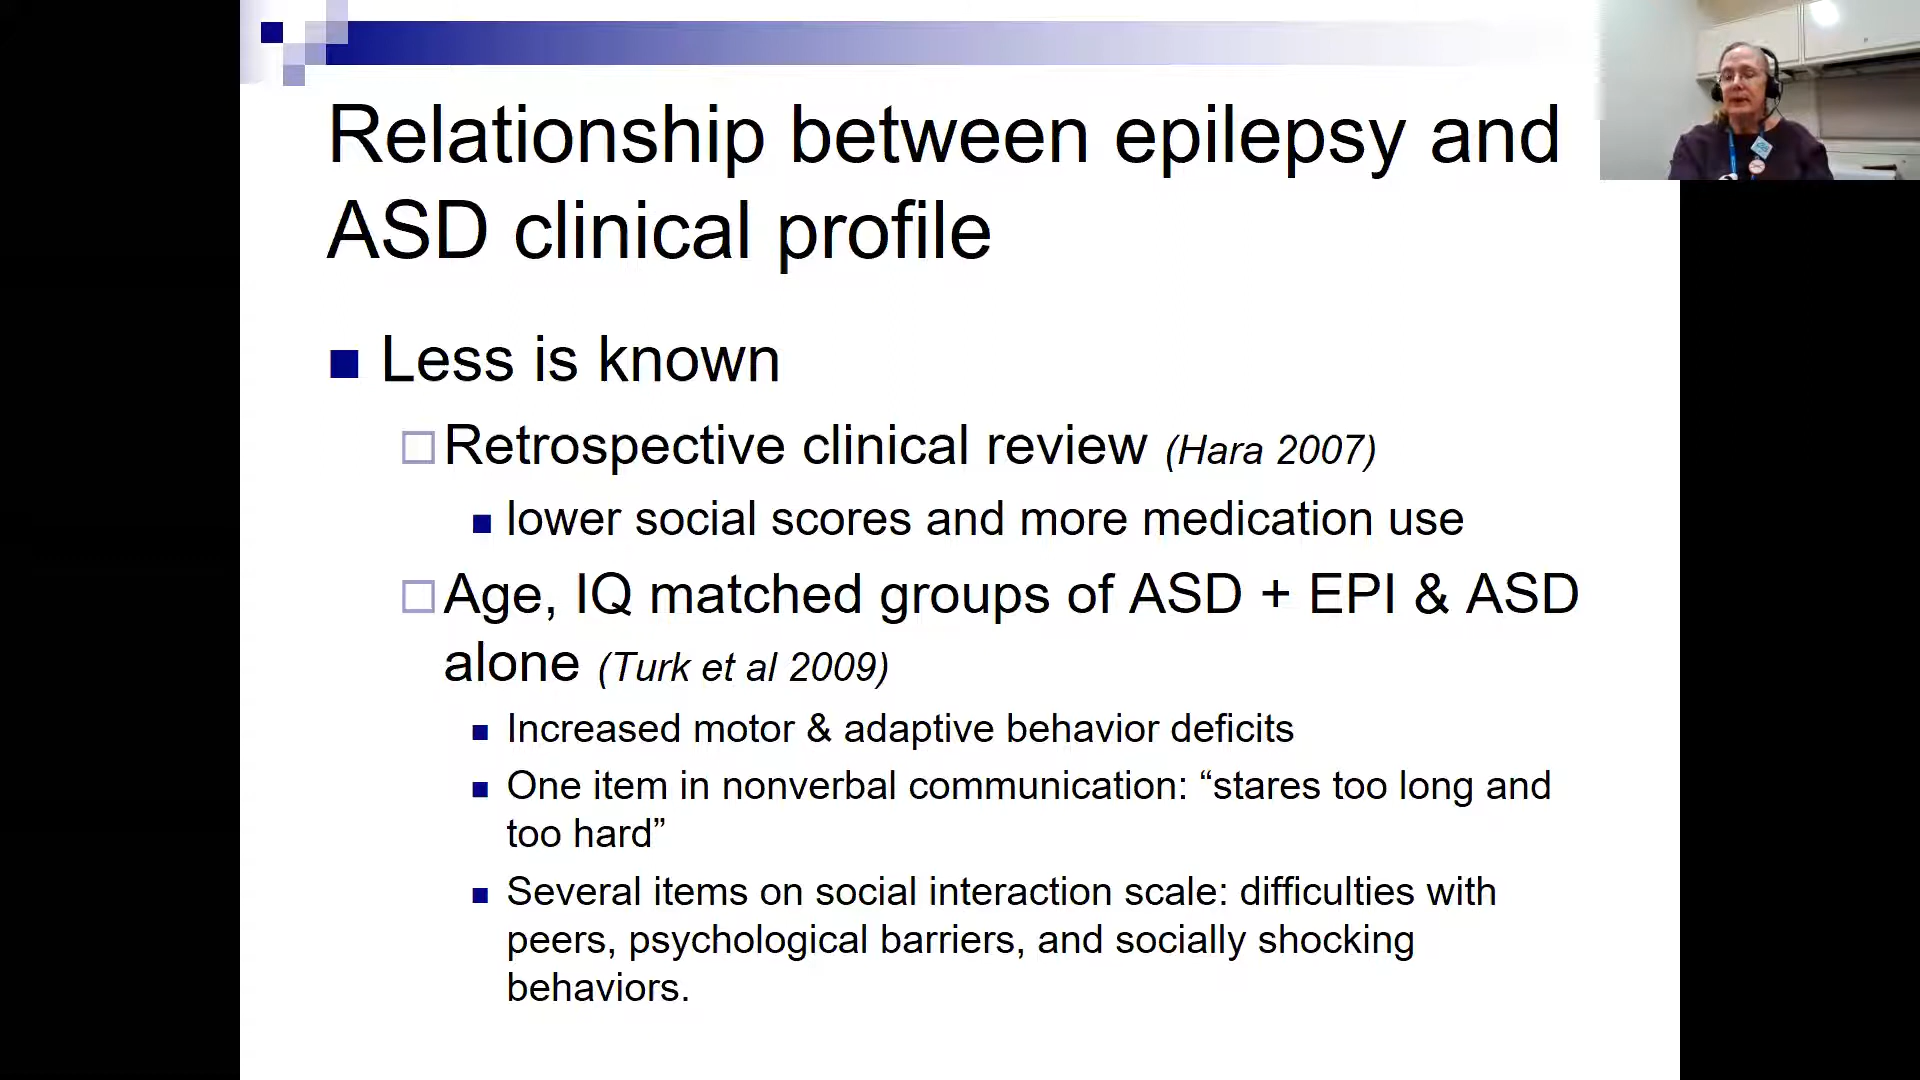 Relationship between epilepsy and
ASD clinical profile
Less is known
Retrospective clinical review (Hara 2007)
lower social scores and more medication use
Age, IQ matched groups of ASD + EPI & ASD
alone (Turk et al 2009)
Increased motor & adaptive behavior deficits
One item in nonverbal communication: “stares too long and
too hard”
Several items on social interaction scale: difficulties with
peers, psychological barriers, and socially shocking
behaviors.